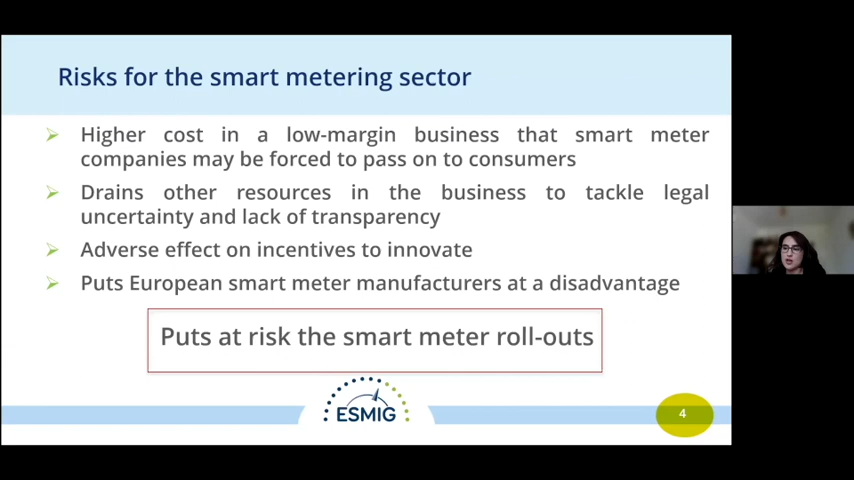 Risks for the smart metering sector
Higher cost in a low-margin business that smart meter
companies may be forced to pass on to consumers
Drains other resources in the business to tackle legal
uncertainty and lack of transparency
Adverse effect on incentives to innovate
Puts European smart meter manufacturers at a disadvantage
Puts at risk the smart meter roll-outs
ESMIG
4